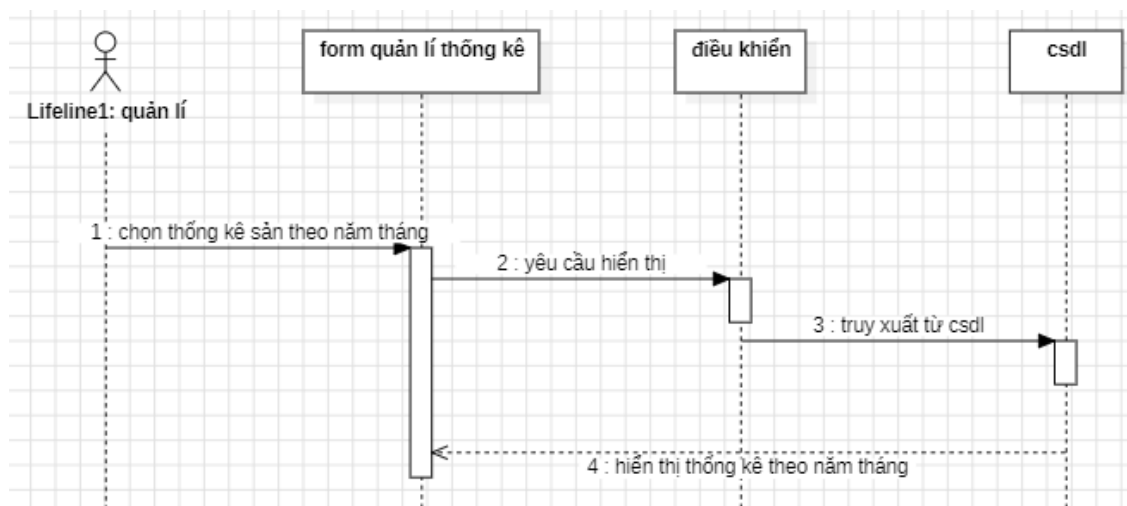 form quản lí thống kê
điều khiển
csdl
Lifeline1: quản lí
1 : chọn thống kê sản theo năm tháng
2 : yêu cầu hiển thị
3 : truy xuất từ csdl
4 : hiển thị thống kê theo năm tháng